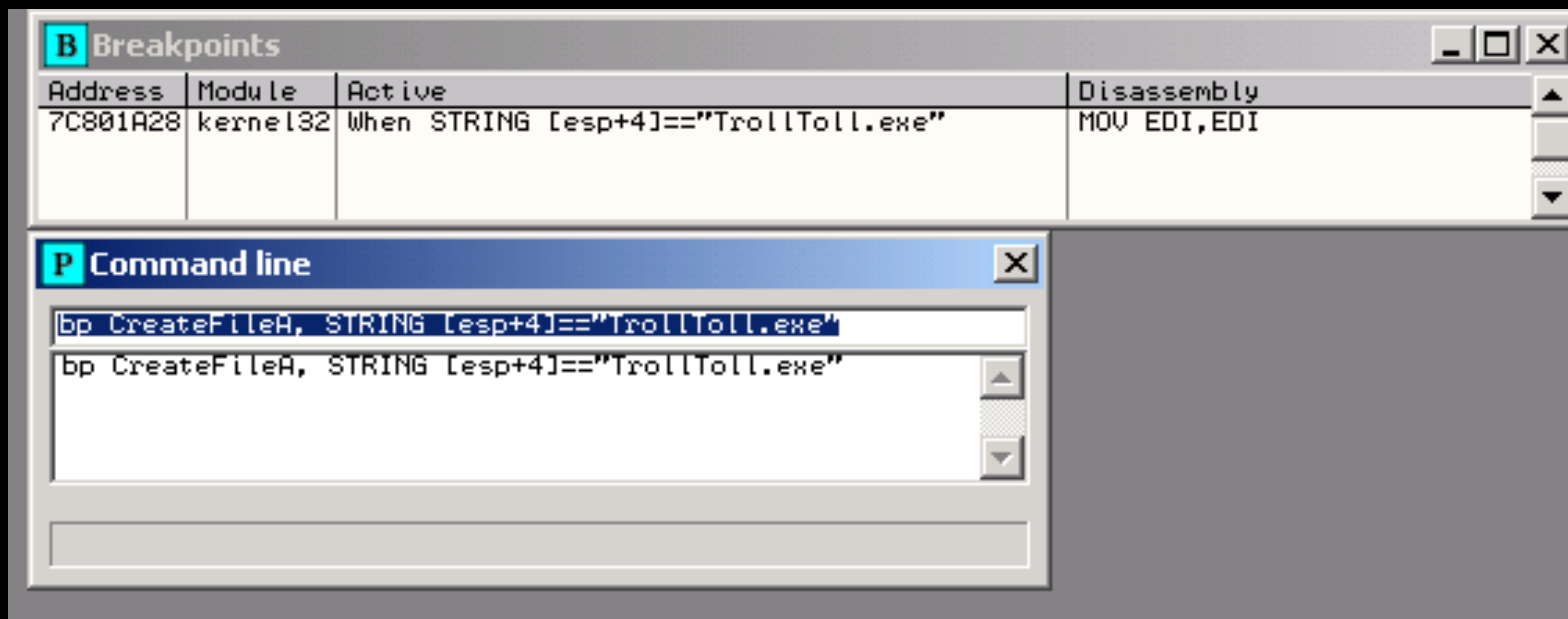 B Breakpoints
Address Module Active Disassembly
7C801A28 kernel32 When STRING [esp+4]=="TrollToll.exe" MOV EDI,EDI
P Command line
bp CreateFileA, STRING [esp+4]=="TrollToll.exe"
bp CreateFileA, STRING [esp+4]=="TrollToll.exe"